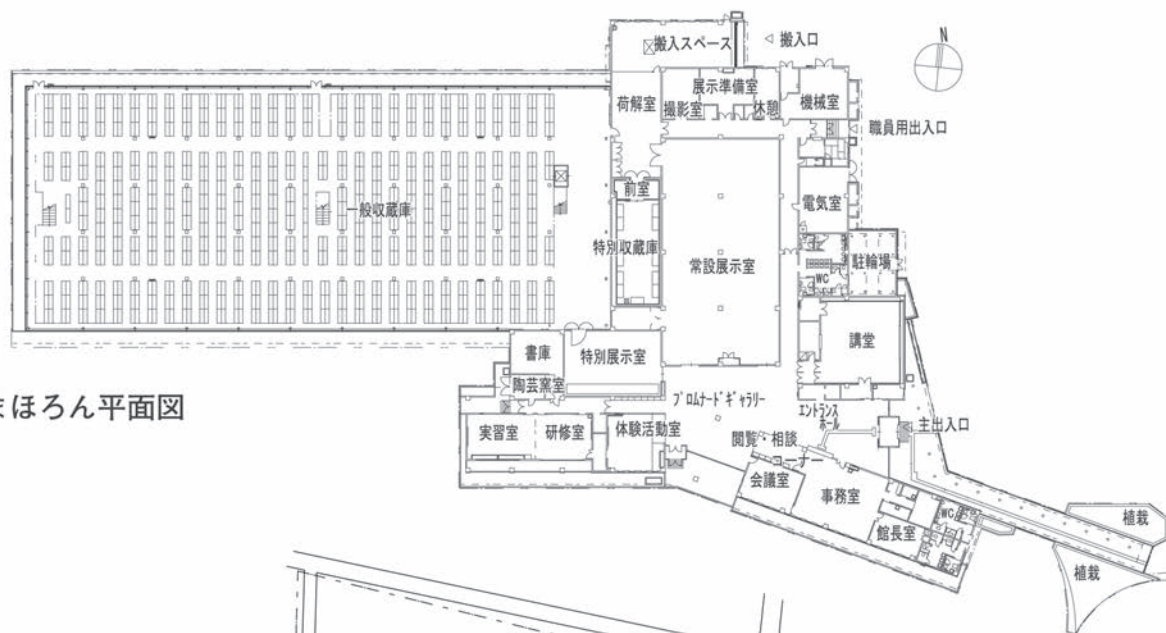 N
搬入スペース
搬入口
展示準備室
荷解室
撮影室
休憩
機械室
職員用出入口
前室
電気室
一般収蔵庫
特別収蔵庫
常設展示室
WC
駐輪場
講堂
書庫
特別展示室
陶芸窯室
まほろん平面図
プロムナードギャラリー
エントランス
ホール
主出入口
実習室
研修室
体験活動室
閲覧・相談
コーナー
会議室
事務室
館長室
WC
植栽
植栽